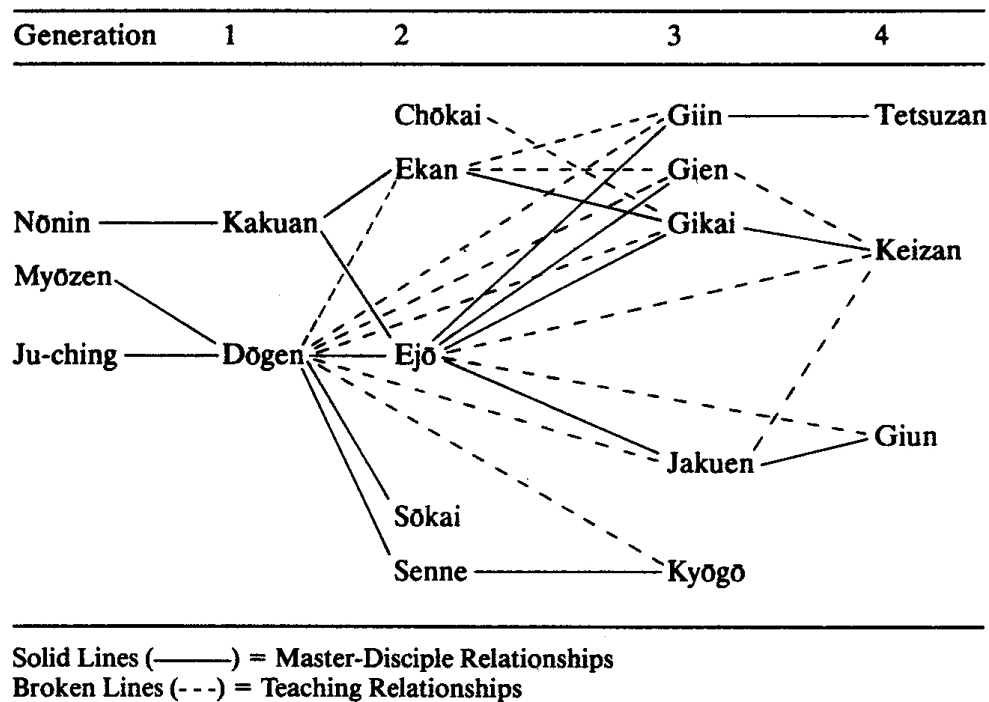 Generation 1 2 3 4
Chōkai Giin Tetsuzan
Ekan Gien
Nōnin Kakuan Gikai Keizan
Myōzen
Ju-ching Dōgen Ejō
Giun
Jakuen
Sōkai
Senne Kyōgō
Solid Lines (———) = Master-Disciple Relationships
Broken Lines (- - -) = Teaching Relationships